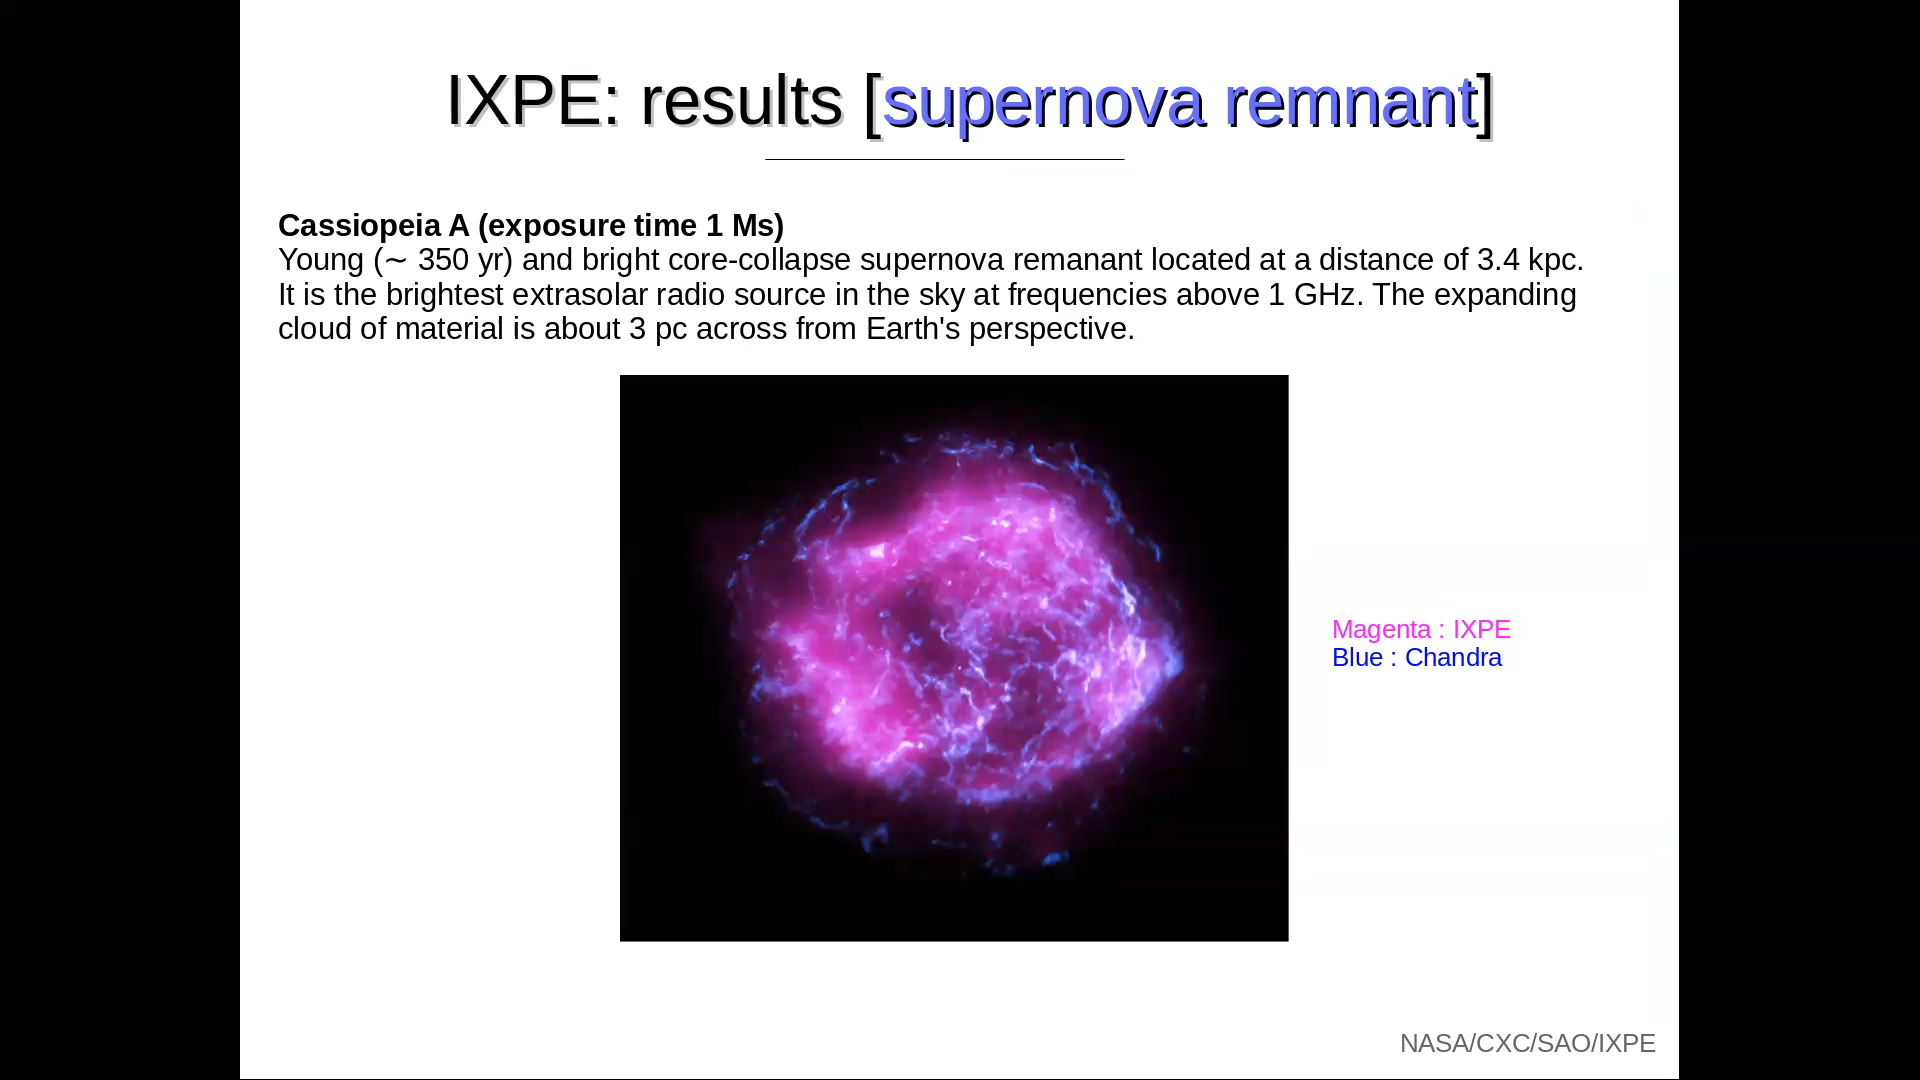 IXPE: results [supernova remnant]
Cassiopeia A (exposure time 1 Ms)
Young (∼ 350 yr) and bright core-collapse supernova remanant located at a distance of 3.4 kpc.
It is the brightest extrasolar radio source in the sky at frequencies above 1 GHz. The expanding
cloud of material is about 3 pc across from Earth's perspective.
Magenta : IXPE
Blue : Chandra
NASA/CXC/SAO/IXPE